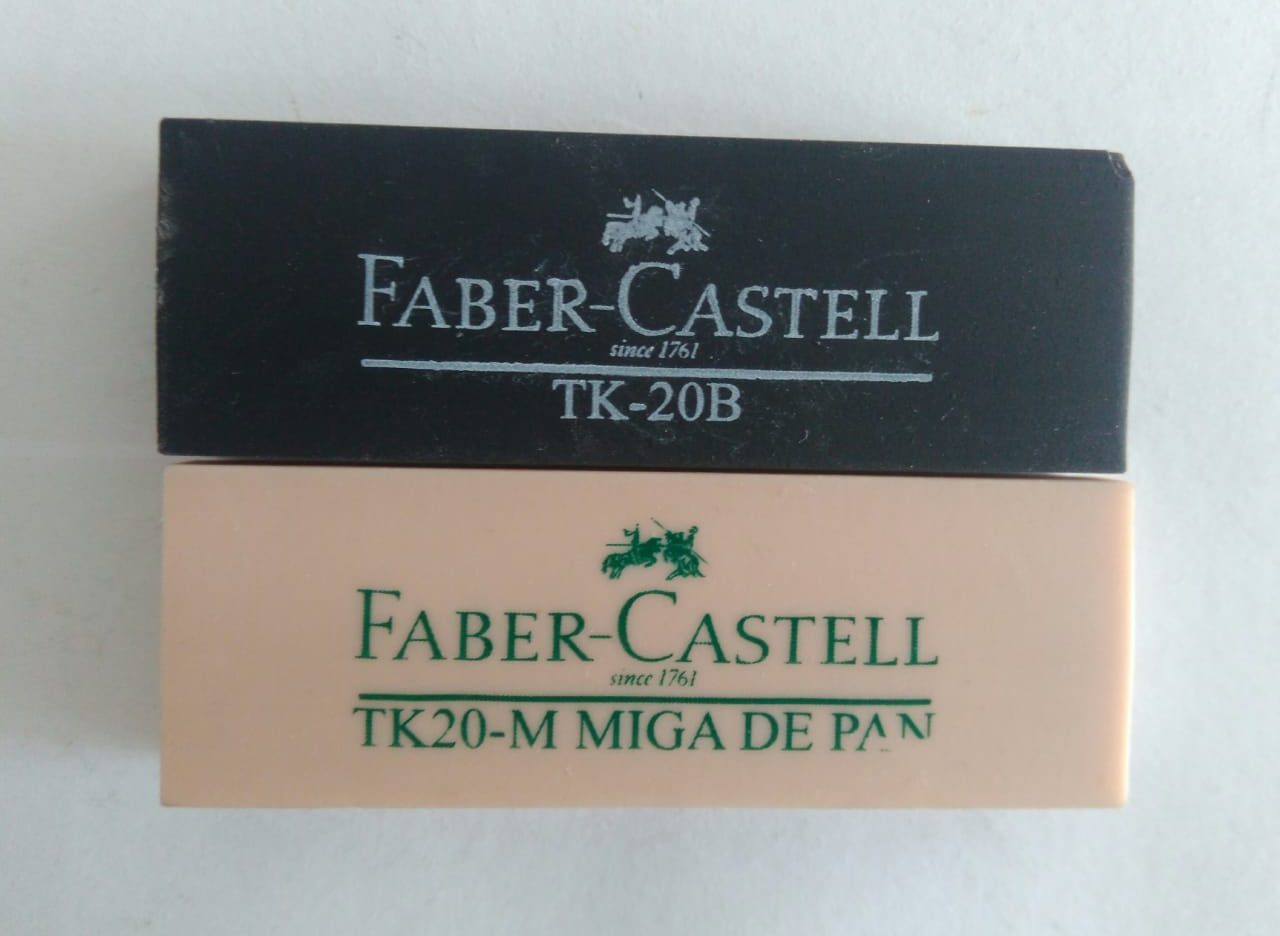 FABER-CASTELL
since 1761
TK-20B
FABER-CASTELL
since 1761
TK20-M MIGA DE PAN